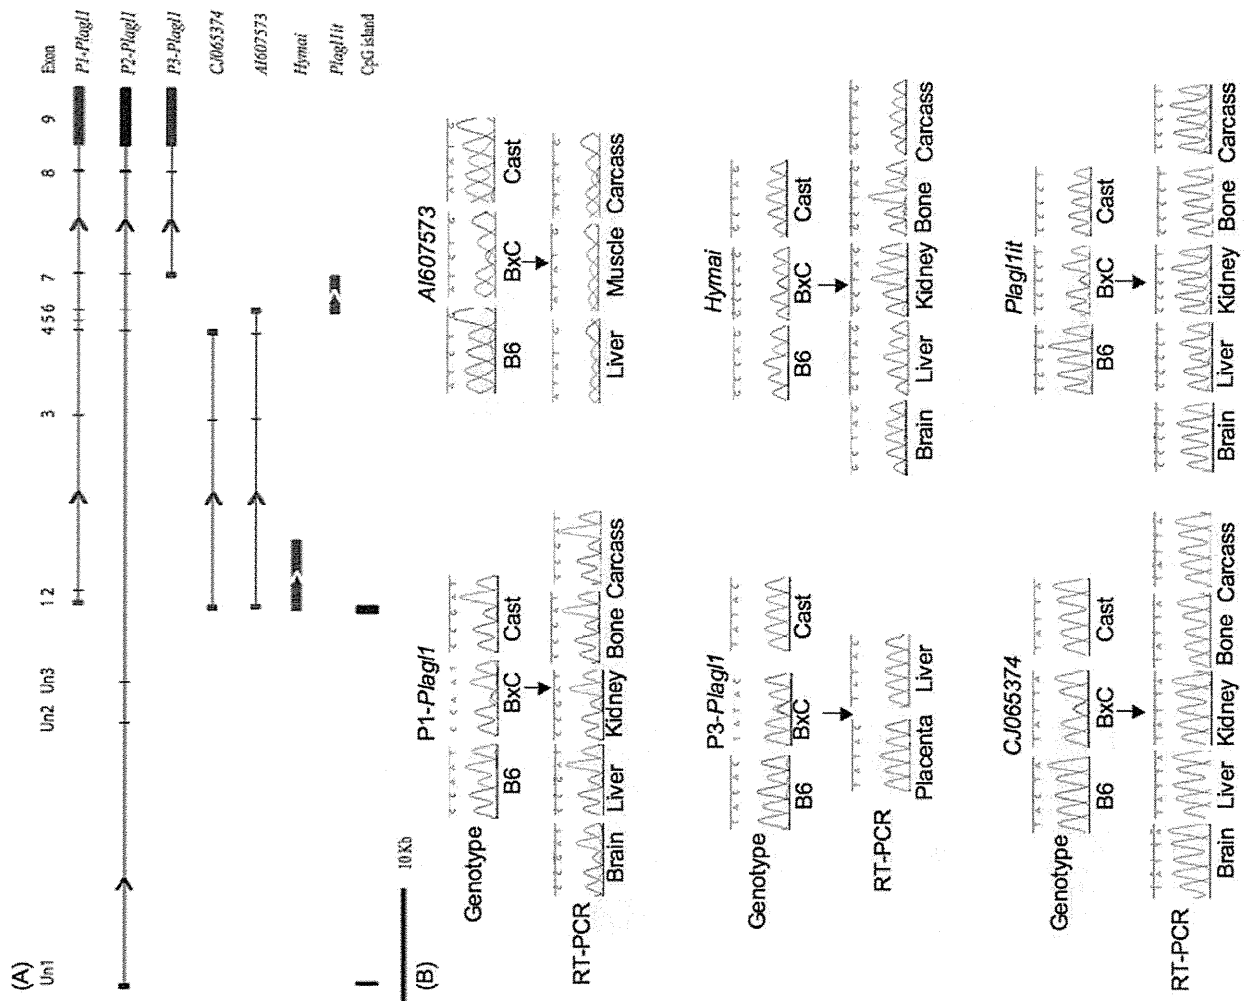 (A)
Exon
Un1
Un2 Un3
1 2
3
4 5 6
7
8
9
P1-Plagl1
P2-Plagl1
P3-Plagl1
CJ065374
AI607573
Hymai
Plagl1it
CpG island
10 Kb
(B)
P1-Plagl1
Genotype
B6
BxC
Cast
RT-PCR
Brain
Liver
Kidney
Bone
Carcass
AI607573
B6
BxC
Cast
Liver
Muscle
Carcass
P3-Plagl1
Genotype
B6
BxC
Cast
RT-PCR
Placenta
Liver
Hymai
B6
BxC
Cast
Brain
Liver
Kidney
Bone
Carcass
CJ065374
Genotype
B6
BxC
Cast
RT-PCR
Brain
Liver
Kidney
Bone
Carcass
Plagl1it
B6
BxC
Cast
Brain
Liver
Kidney
Bone
Carcass